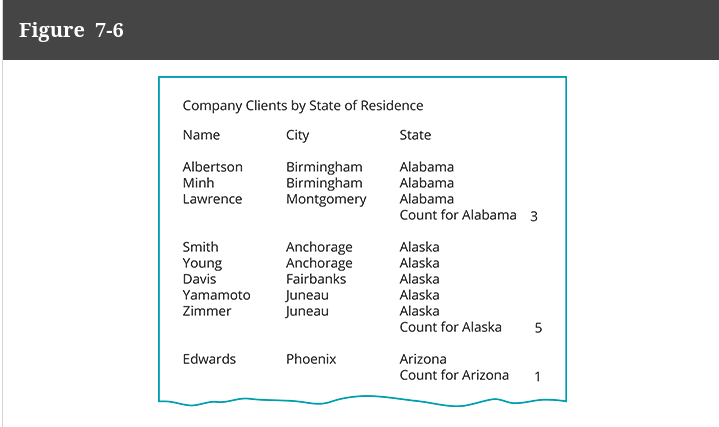 Figure 7-6
Company Clients by State of Residence
Name City State
Albertson Birmingham Alabama
Minh Birmingham Alabama
Lawrence Montgomery Alabama
Count for Alabama 3
Smith Anchorage Alaska
Young Anchorage Alaska
Davis Fairbanks Alaska
Yamamoto Juneau Alaska
Zimmer Juneau Alaska
Count for Alaska 5
Edwards Phoenix Arizona
Count for Arizona 1